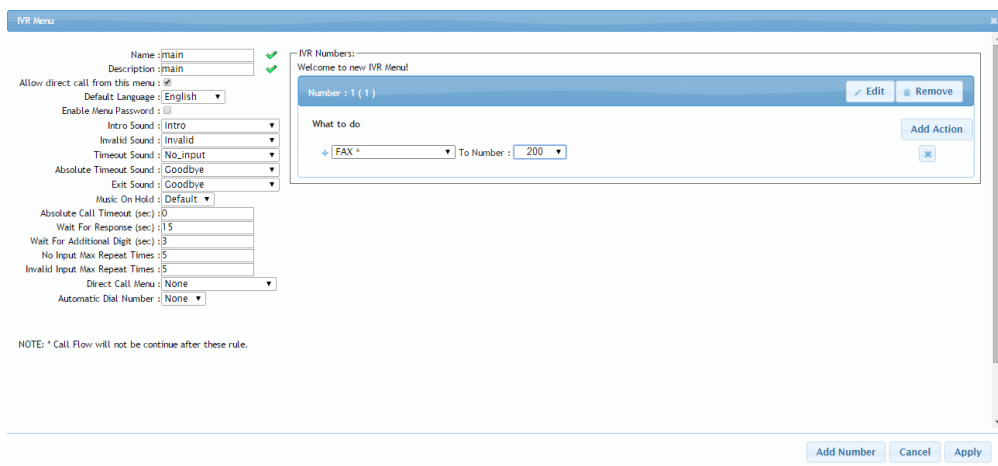 IVR Menu
Name : main
Description : main
Allow direct call from this menu :
Default Language : English
Enable Menu Password :
Intro Sound : Intro
Invalid Sound : Invalid
Timeout Sound : No_input
Absolute Timeout Sound : Goodbye
Exit Sound : Goodbye
Music On Hold : Default
Absolute Call Timeout (sec) : 0
Wait For Response (sec) : 15
Wait For Additional Digit (sec) : 3
No Input Max Repeat Times : 5
Invalid Input Max Repeat Times : 5
Direct Call Menu : None
Automatic Dial Number : None
NOTE: * Call Flow will not be continue after these rule.
IVR Numbers:
Welcome to new IVR Menu!
Number : 1 ( 1 ) Edit Remove
What to do Add Action
FAX * To Number : 200
Add Number Cancel Apply